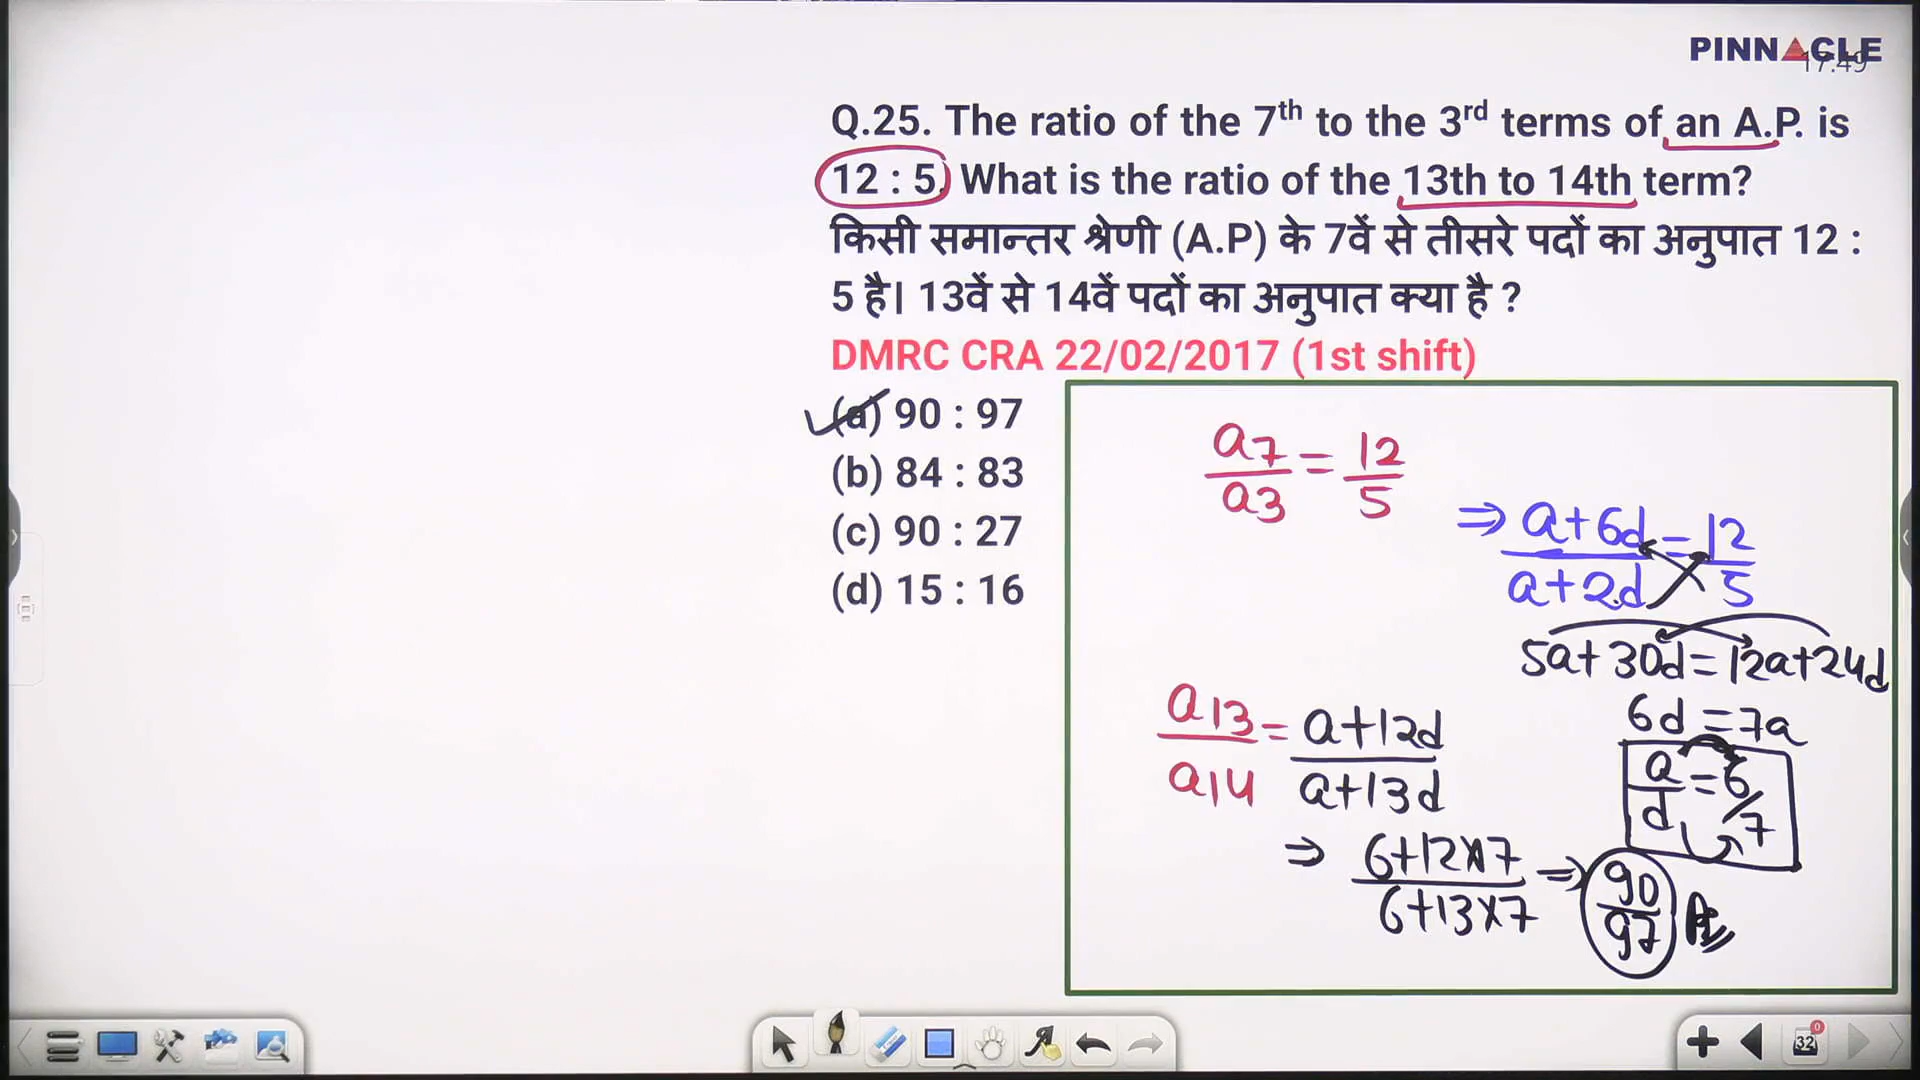 PINNACLE
17:49
Q.25. The ratio of the 7th to the 3rd terms of an A.P. is
12 : 5. What is the ratio of the 13th to 14th term?
किसी समान्तर श्रेणी (A.P) के 7वें से तीसरे पदों का अनुपात 12 :
5 है। 13वें से 14वें पदों का अनुपात क्या है ?
DMRC CRA 22/02/2017 (1st shift)
(a) 90 : 97
(b) 84 : 83
(c) 90 : 27
(d) 15 : 16
a7/a3 = 12/5
⇒ a+6d/a+2d = 12/5
5a+30d=12a+24d
6d=7a
a/d = 6/7
a13/a14 = a+12d/a+13d
⇒ 6+12×7/6+13×7 ⇒ 90/97
32
0